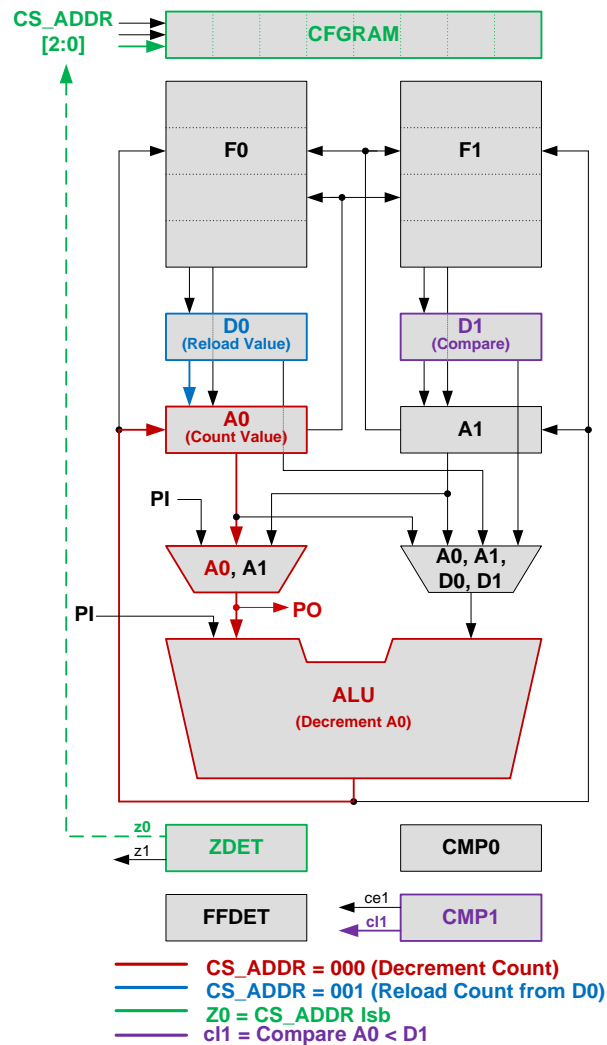 CS_ADDR
[2:0]
CFGRAM
F0
F1
D0
(Reload Value)
D1
(Compare)
A0
(Count Value)
A1
PI
A0, A1
A0, A1,
D0, D1
PO
PI
ALU
(Decrement A0)
z0
z1
ZDET
CMP0
FFDET
ce1
cl1
CMP1
CS_ADDR = 000 (Decrement Count)
CS_ADDR = 001 (Reload Count from D0)
Z0 = CS_ADDR lsb
cl1 = Compare A0 < D1